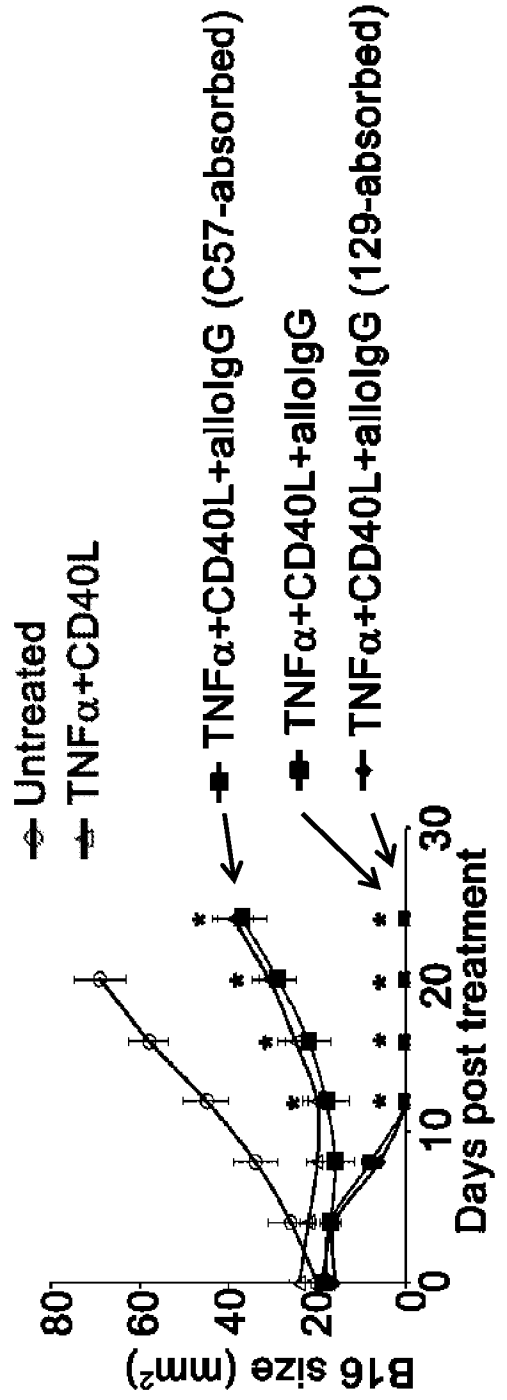 Untreated
TNFα+CD40L
TNFα+CD40L+alloIgG (C57-absorbed)
TNFα+CD40L+alloIgG
TNFα+CD40L+alloIgG (129-absorbed)
B16 size (mm²)
80
60
40
20
0
* * * *
* * * *
0
10
20
30
Days post treatment